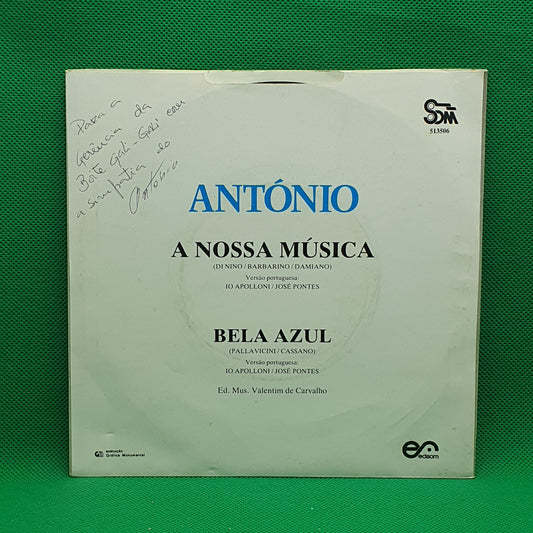 Para a
Gerência da
Boite Gali-Gali com
a simpatia do
António
SDM
513506
ANTÓNIO
A NOSSA MÚSICA
(DI NINO / BARBARINO / DAMIANO)
Versão portuguesa:
IO APOLLONI / JOSÉ PONTES
BELA AZUL
(PALLAVICINI / CASSANO)
Versão portuguesa:
IO APOLLONI / JOSÉ PONTES
Ed. Mus. Valentim de Carvalho
Gráfica Monumental
edisom